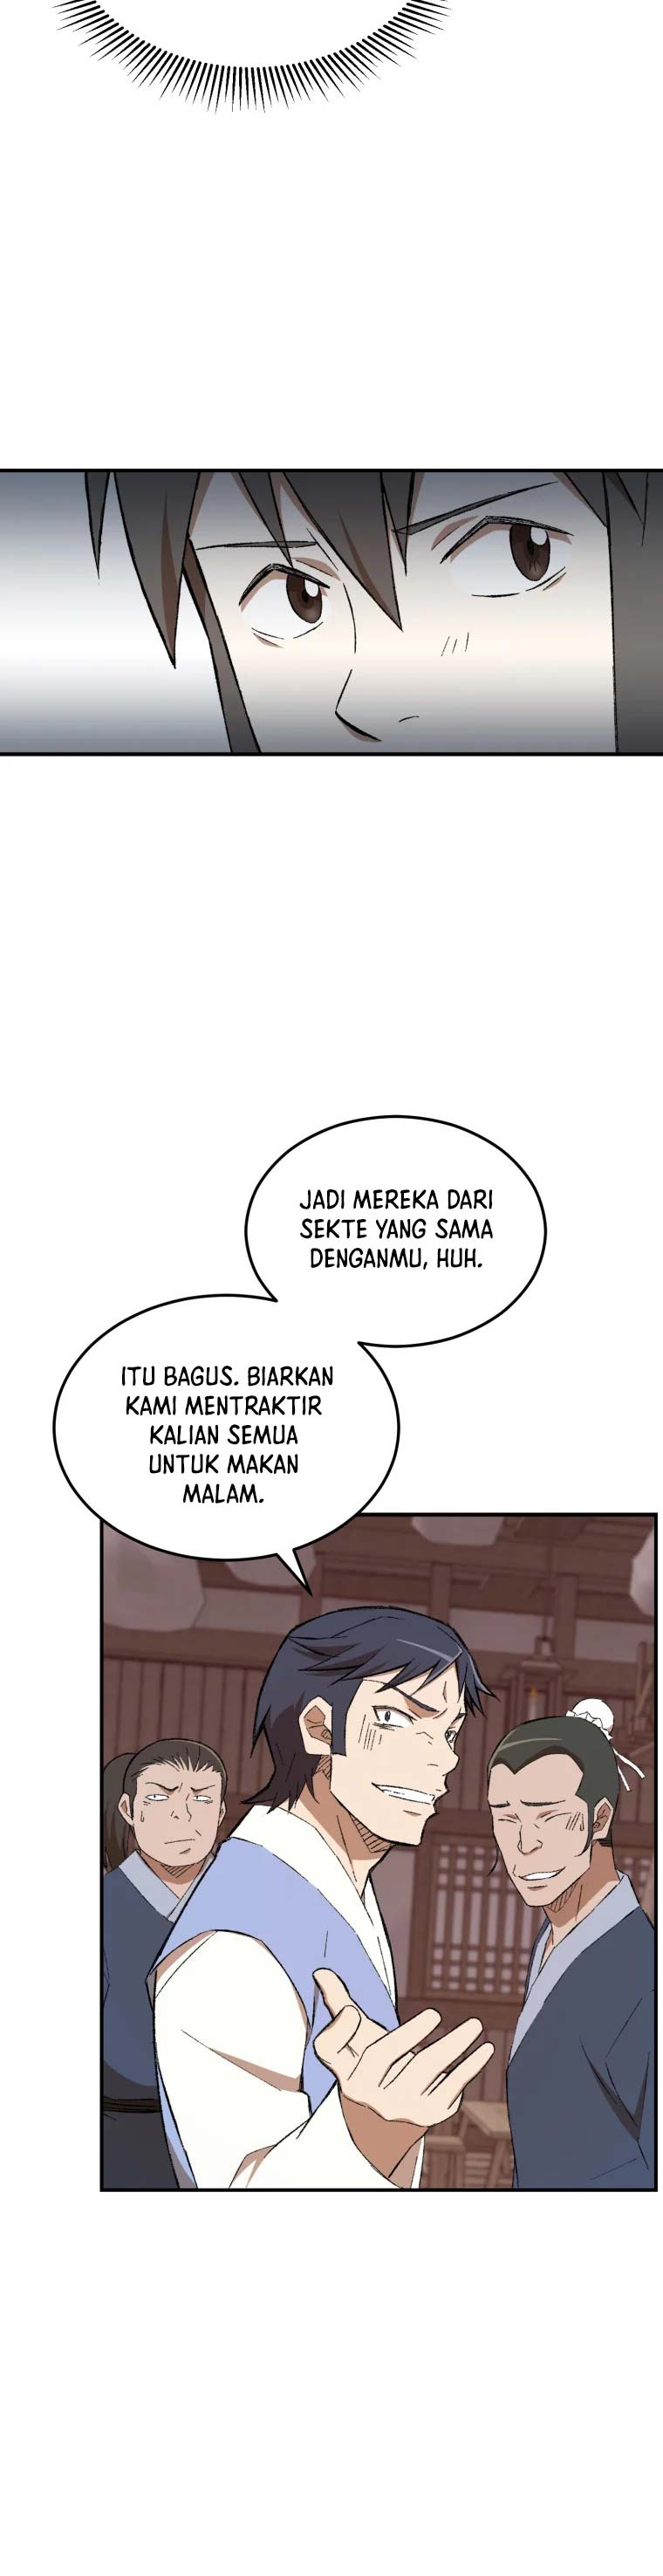 JADI MEREKA DARI
SEKTE YANG SAMA
DENGANMU, HUH.
ITU BAGUS. BIARKAN
KAMI MENTRAKTIR
KALIAN SEMUA
UNTUK MAKAN
MALAM.